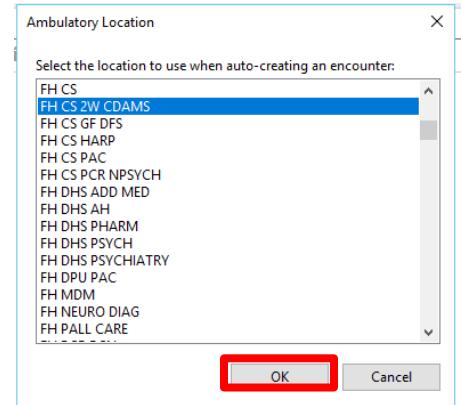 Ambulatory Location
Select the location to use when auto-creating an encounter:
FH CS
FH CS 2W CDAMS
FH CS GF DFS
FH CS HARP
FH CS PAC
FH CS PCR NPSYCH
FH DHS ADD MED
FH DHS AH
FH DHS PHARM
FH DHS PSYCH
FH DHS PSYCHIATRY
FH DPU PAC
FH MDM
FH NEURO DIAG
FH PALL CARE
OK
Cancel